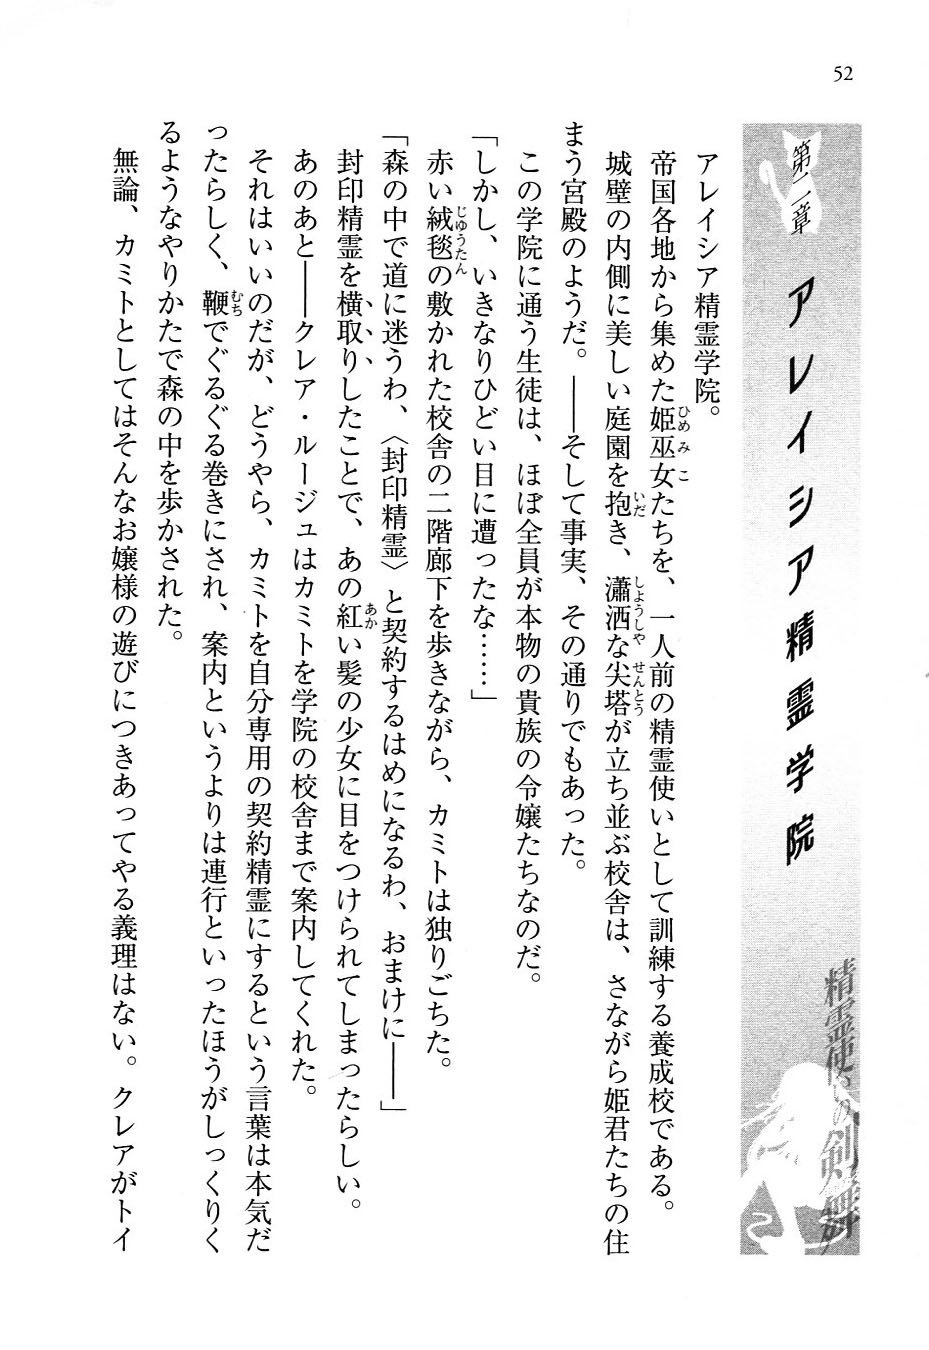 52
第二章 アレイシア精霊学院
精霊使いの剣舞
アレイシア精霊学院。
帝国各地から集めた姫巫女たちを、一人前の精霊使いとして訓練する養成校である。
城壁の内側に美しい庭園を抱き、瀟洒な尖塔が立ち並ぶ校舎は、さながら姫君たちの住
まう宮殿のようだ。――そして事実、その通りでもあった。
この学院に通う生徒は、ほぼ全員が本物の貴族の令嬢たちなのだ。
「しかし、いきなりひどい目に遭ったな……」
赤い絨毯の敷かれた校舎の二階廊下を歩きながら、カミトは独りごちた。
「森の中で道に迷うわ、〈封印精霊〉と契約するはめになるわ、おまけに――」
封印精霊を横取りしたことで、あの紅い髪の少女に目をつけられてしまったらしい。
あのあと――クレア・ルージュはカミトを学院の校舎まで案内してくれた。
それはいいのだが、どうやら、カミトを自分専用の契約精霊にするという言葉は本気だ
ったらしく、鞭でぐるぐる巻きにされ、案内というよりは連行といったほうがしっくりく
るようなやりかたで森の中を歩かされた。
無論、カミトとしてはそんなお嬢様の遊びにつきあってやる義理はない。クレアがトイ